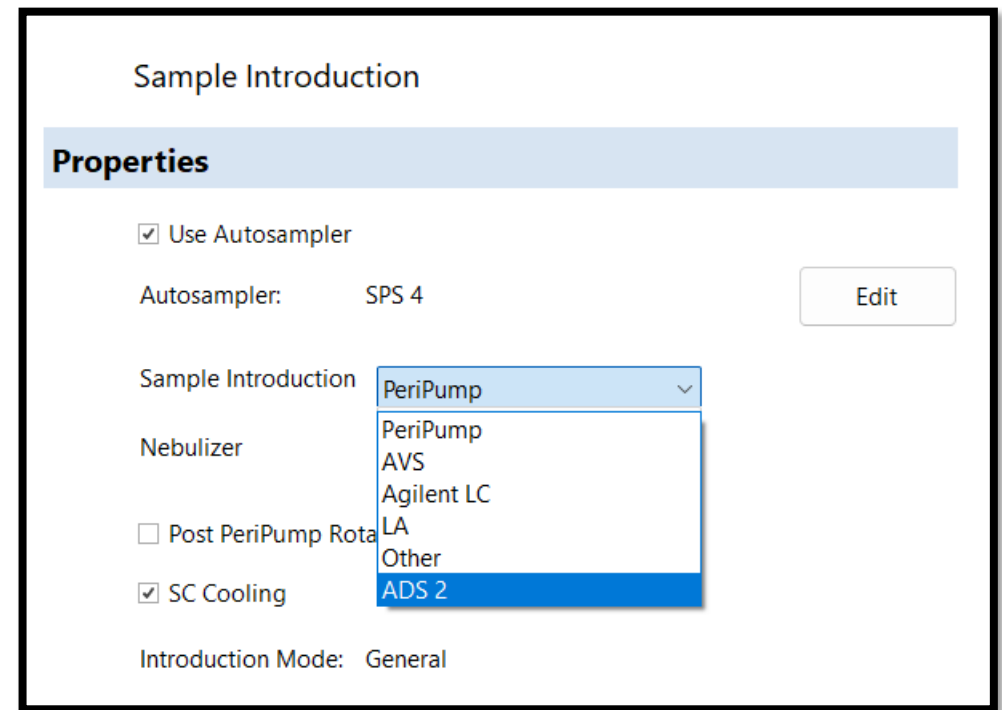 Sample Introduction
Properties
Use Autosampler
Autosampler: SPS 4
Edit
Sample Introduction PeriPump
Nebulizer
PeriPump
AVS
Agilent LC
LA
Other
ADS 2
Post PeriPump Rota
SC Cooling
Introduction Mode: General